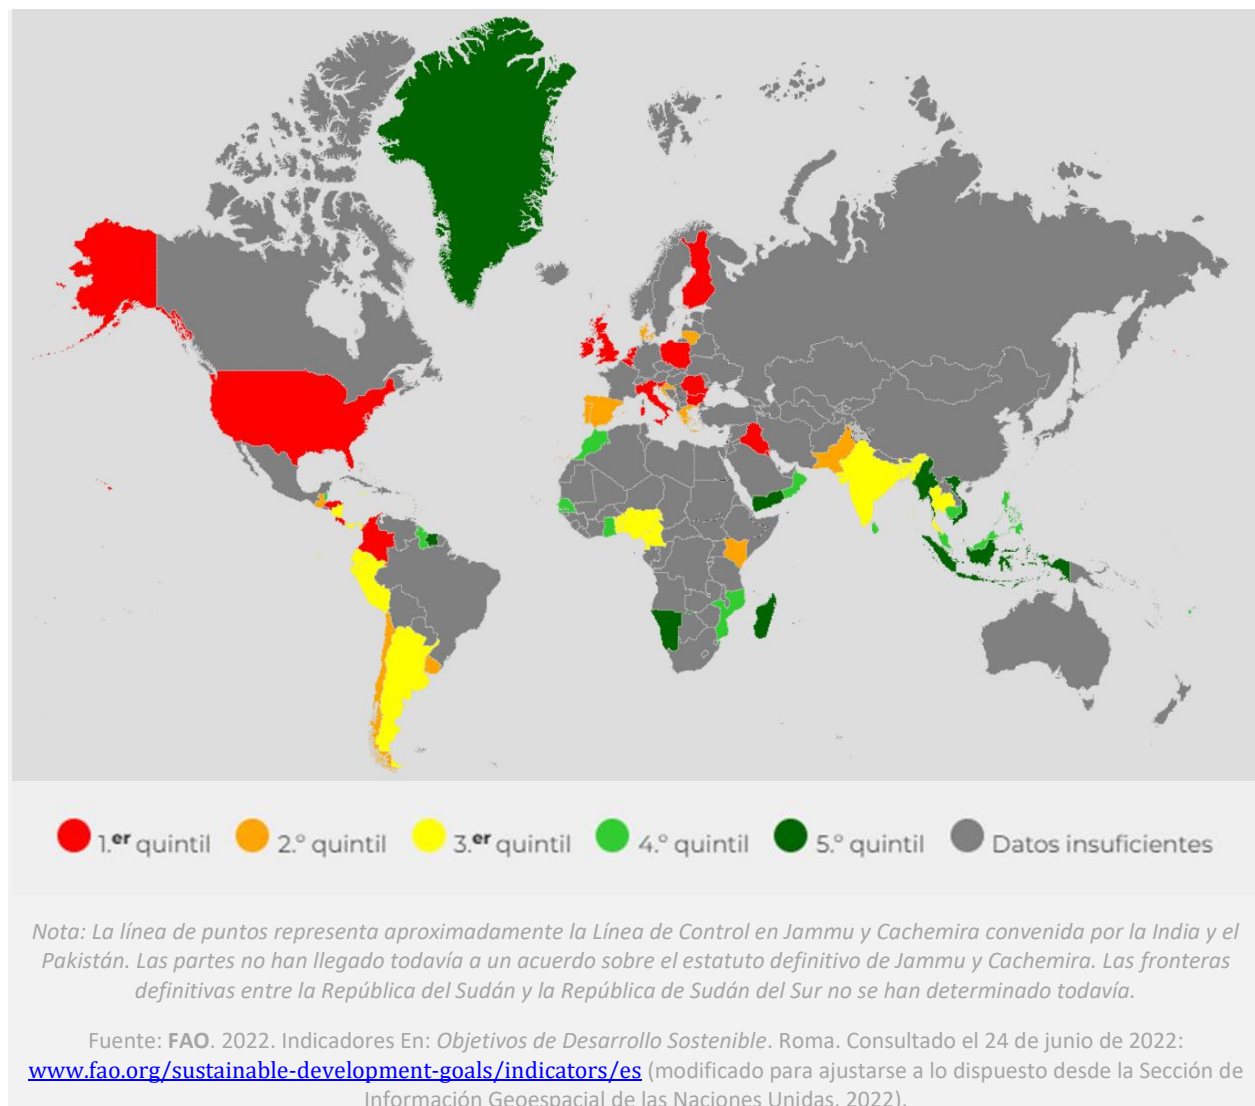 1.er quintil 2.º quintil 3.er quintil 4.º quintil 5.º quintil Datos insuficientes
Nota: La línea de puntos representa aproximadamente la Línea de Control en Jammu y Cachemira convenida por la India y el
Pakistán. Las partes no han llegado todavía a un acuerdo sobre el estatuto definitivo de Jammu y Cachemira. Las fronteras
definitivas entre la República del Sudán y la República de Sudán del Sur no se han determinado todavía.
Fuente: FAO. 2022. Indicadores En: Objetivos de Desarrollo Sostenible. Roma. Consultado el 24 de junio de 2022:
www.fao.org/sustainable-development-goals/indicators/es (modificado para ajustarse a lo dispuesto desde la Sección de
Información Geoespacial de las Naciones Unidas, 2022).